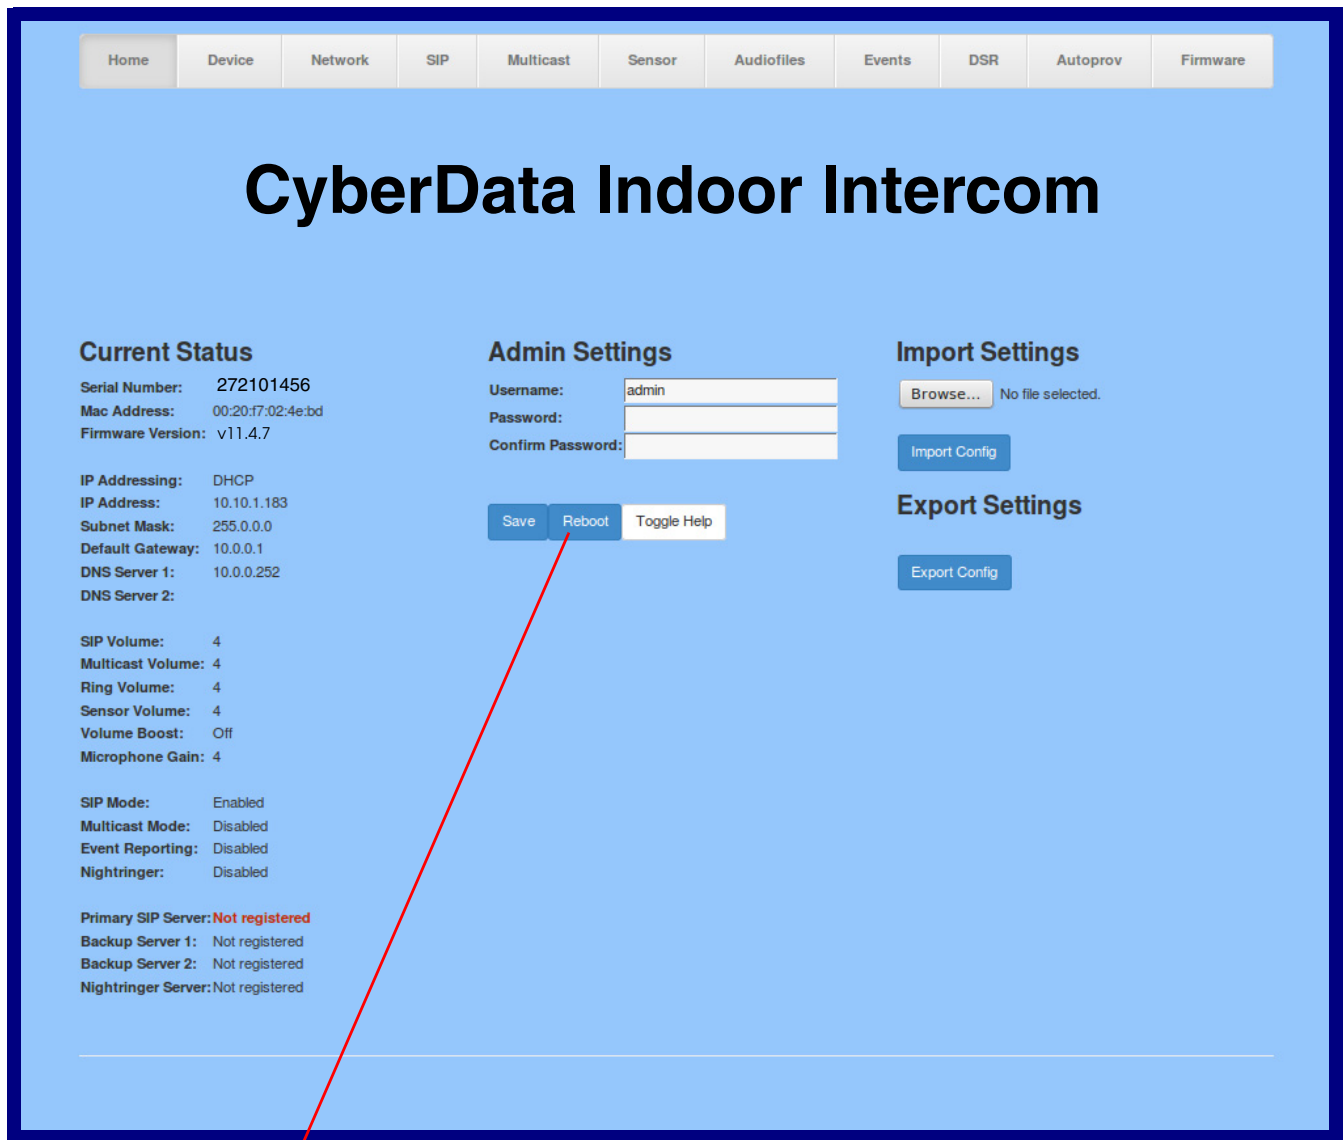 Home Device Network SIP Multicast Sensor Audiofiles Events DSR Autoprov Firmware
CyberData Indoor Intercom
Current Status
Serial Number: 272101456
Mac Address: 00:20:f7:02:4e:bd
Firmware Version: v11.4.7
IP Addressing: DHCP
IP Address: 10.10.1.183
Subnet Mask: 255.0.0.0
Default Gateway: 10.0.0.1
DNS Server 1: 10.0.0.252
DNS Server 2:
SIP Volume: 4
Multicast Volume: 4
Ring Volume: 4
Sensor Volume: 4
Volume Boost: Off
Microphone Gain: 4
SIP Mode: Enabled
Multicast Mode: Disabled
Event Reporting: Disabled
Nightringer: Disabled
Primary SIP Server: Not registered
Backup Server 1: Not registered
Backup Server 2: Not registered
Nightringer Server: Not registered
Admin Settings
Username: admin
Password:
Confirm Password:
Save Reboot Toggle Help
Import Settings
Browse... No file selected.
Import Config
Export Settings
Export Config